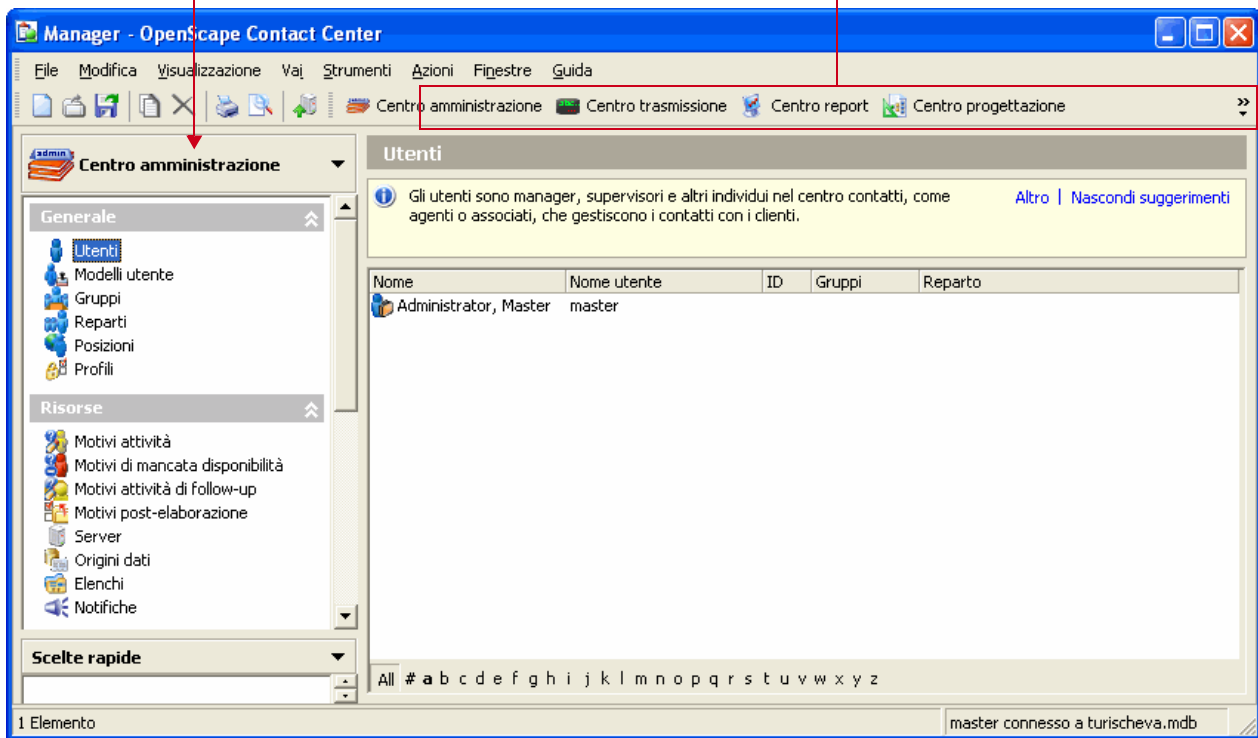 Manager - OpenScape Contact Center
File Modifica Visualizzazione Vai Strumenti Azioni Finestre Guida
Centro amministrazione Centro trasmissione Centro report Centro progettazione
admin
Centro amministrazione
Generale
Utenti
Modelli utente
Gruppi
Reparti
Posizioni
Profili
Risorse
Motivi attività
Motivi di mancata disponibilità
Motivi attività di follow-up
Motivi post-elaborazione
Server
Origini dati
Elenchi
Notifiche
Scelte rapide
Utenti
Gli utenti sono manager, supervisori e altri individui nel centro contatti, come
agenti o associati, che gestiscono i contatti con i clienti.
Altro | Nascondi suggerimenti
Nome Nome utente ID Gruppi Reparto
Administrator, Master master
All # a b c d e f g h i j k l m n o p q r s t u v w x y z
1 Elemento
master connesso a turischeva.mdb